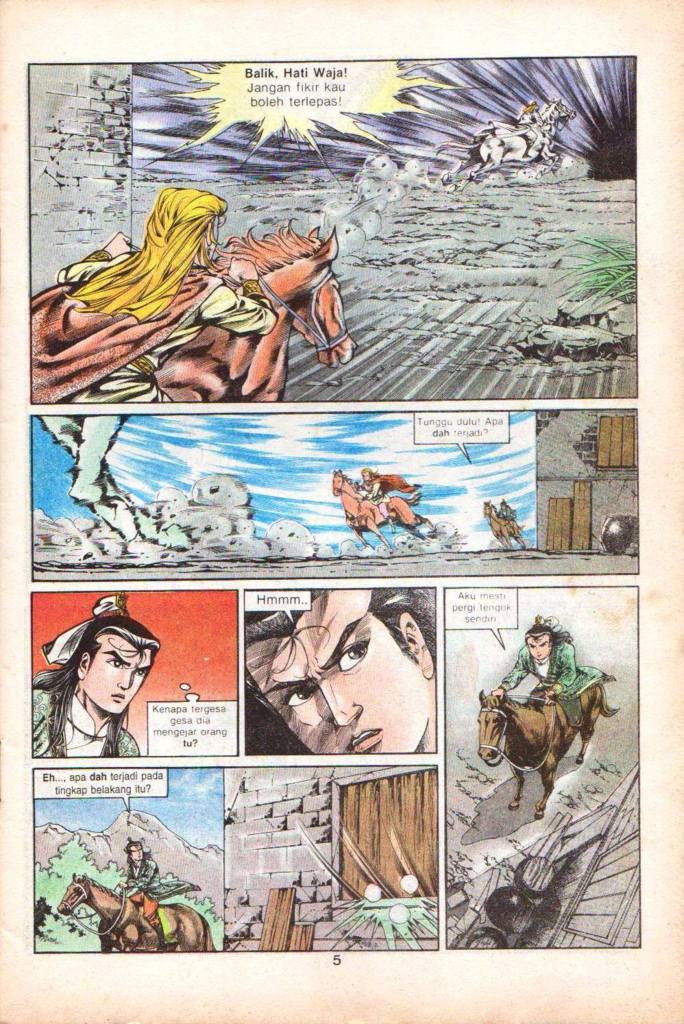 Balik, Hati Waja!
Jangan fikir kau
boleh terlepas!
Tunggu dulu! Apa
dah terjadi?
Kenapa tergesa
gesa dia
mengejar orang
tu?
Hmmm..
Aku mesti
pergi tengok
sendiri
Eh..., apa dah terjadi pada
tingkap belakang itu?
5